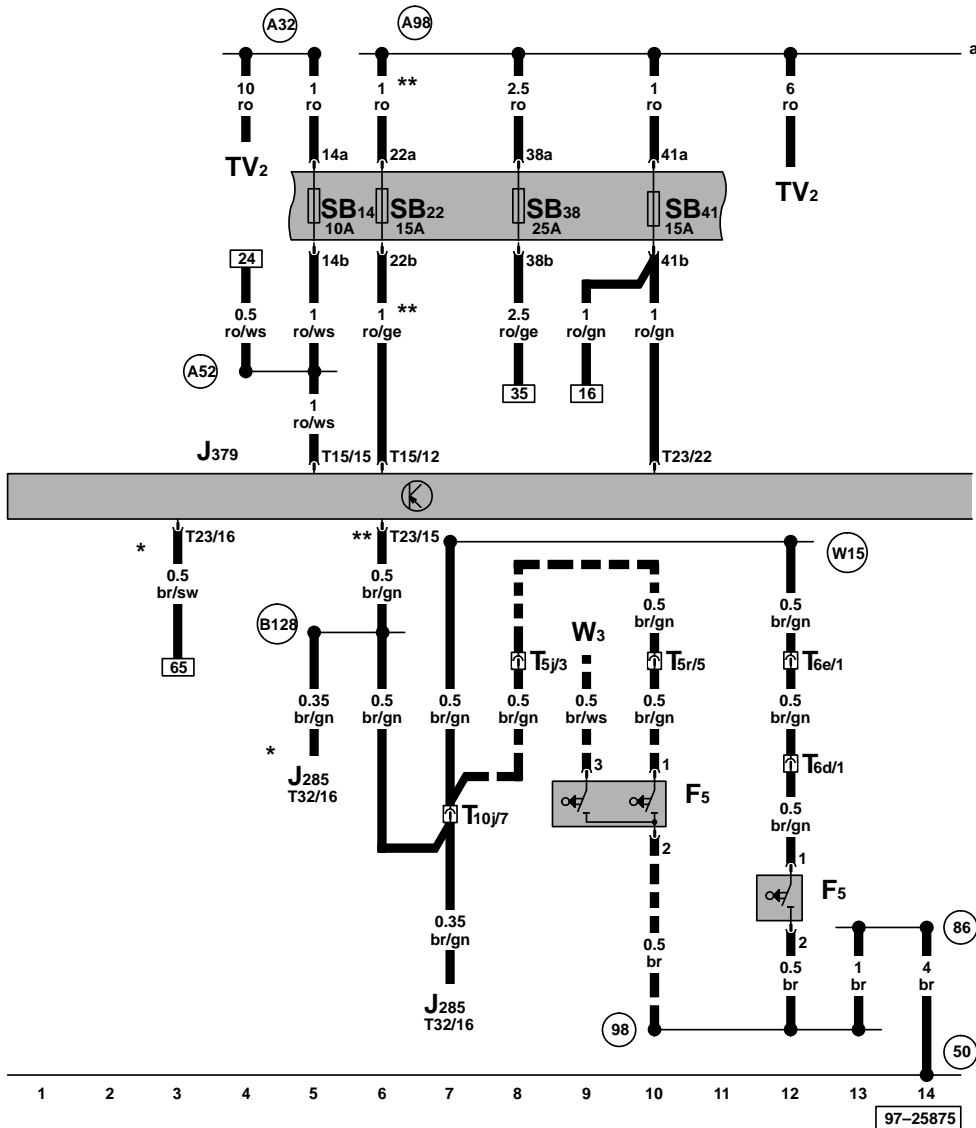 A32 A98
a
10 1 1 ** 2.5 1 6
ro ro ro ro ro ro
14a 22a 38a 41a
TV2 TV2
SB14 SB22 SB38 SB41
10A 15A 25A 15A
24 14b 22b 38b 41b
0.5 1 1 ** 2.5 1 1
ro/ws ro/ws ro/ge ro/ge ro/gn ro/gn
A52 35 16
1
ro/ws
J379 T15/15 T15/12 T23/22
* T23/16 ** T23/15 W15
0.5 0.5 0.5 0.5
br/sw br/gn br/gn br/gn
B128 W3
65 T5j/3 T5r/5 T6e/1
0.35 0.5 0.5 0.5 0.5 0.5 0.5
br/gn br/gn br/gn br/gn br/ws br/gn br/gn
* J285 3 1 T6d/1
T32/16 F5
T10j/7 0.5
br/gn
2 1
F5
0.35 0.5 2 86
br/gn br 0.5 1 4
br br br
J285
T32/16 98 50
1 2 3 4 5 6 7 8 9 10 11 12 13 14
97–25875